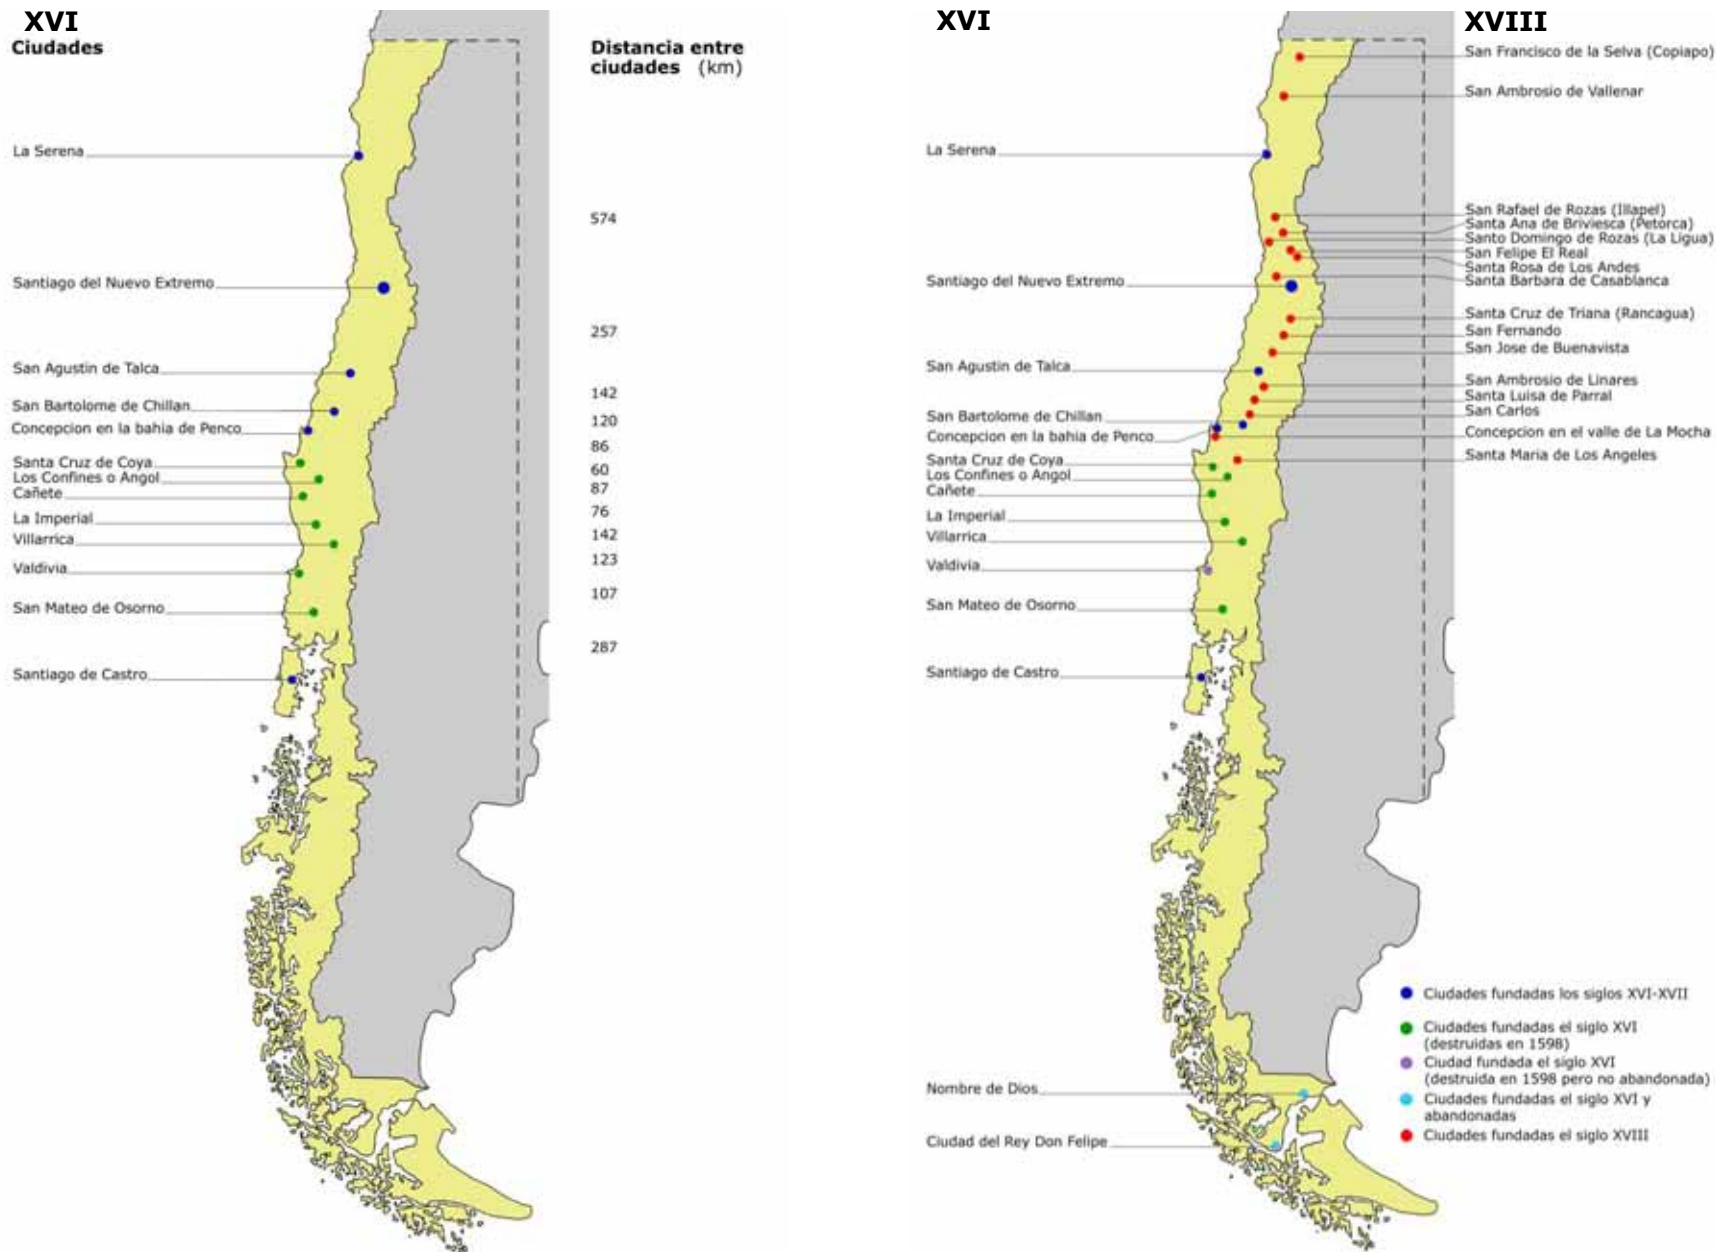 XVI
Ciudades
Distancia entre
ciudades (km)
La Serena
574
Santiago del Nuevo Extremo
257
San Agustin de Talca
142
San Bartolome de Chillan
120
Concepcion en la bahia de Penco
86
Santa Cruz de Coya
60
Los Confines o Angol
87
Cañete
76
La Imperial
142
Villarrica
123
Valdivia
107
San Mateo de Osorno
287
Santiago de Castro
XVI
La Serena
Santiago del Nuevo Extremo
San Agustin de Talca
San Bartolome de Chillan
Concepcion en la bahia de Penco
Santa Cruz de Coya
Los Confines o Angol
Cañete
La Imperial
Villarrica
Valdivia
San Mateo de Osorno
Santiago de Castro
Nombre de Dios
Ciudad del Rey Don Felipe
XVIII
San Francisco de la Selva (Copiapo)
San Ambrosio de Vallenar
San Rafael de Rozas (Illapel)
Santa Ana de Briviesca (Petorca)
Santo Domingo de Rozas (La Ligua)
San Felipe El Real
Santa Rosa de Los Andes
Santa Barbara de Casablanca
Santa Cruz de Triana (Rancagua)
San Fernando
San Jose de Buenavista
San Ambrosio de Linares
Santa Luisa de Parral
San Carlos
Concepcion en el valle de La Mocha
Santa Maria de Los Angeles
Ciudades fundadas los siglos XVI-XVII
Ciudades fundadas el siglo XVI
(destruidas en 1598)
Ciudad fundada el siglo XVI
(destruida en 1598 pero no abandonada)
Ciudades fundadas el siglo XVI y
abandonadas
Ciudades fundadas el siglo XVIII